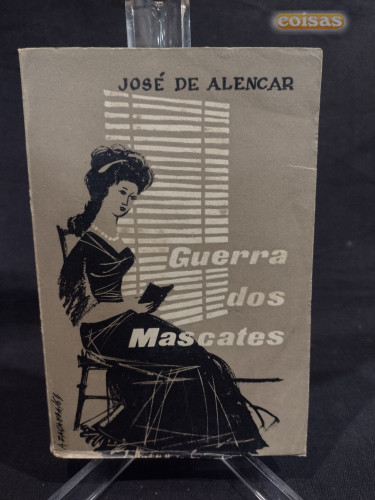 coisas
JOSÉ DE ALENCAR
Guerra
dos
Mascates